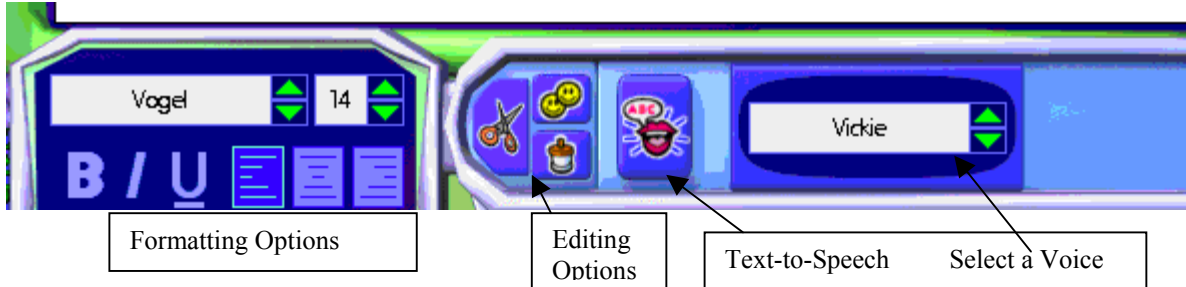 Vogel 14
B I U
ABC
Vickie
Formatting Options
Editing
Options
Text-to-Speech Select a Voice